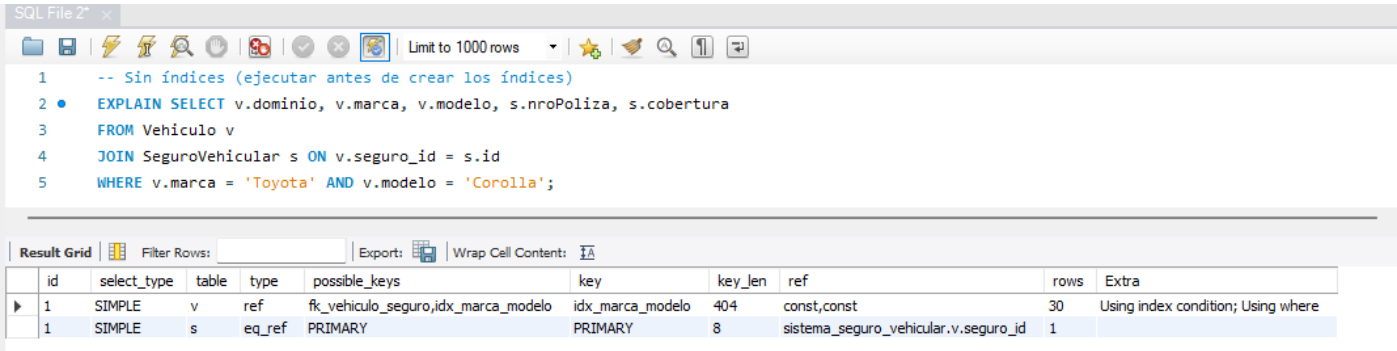 SQL File 2* ×
Limit to 1000 rows
1 -- Sin índices (ejecutar antes de crear los índices)
2 EXPLAIN SELECT v.dominio, v.marca, v.modelo, s.nroPoliza, s.cobertura
3 FROM Vehiculo v
4 JOIN SeguroVehicular s ON v.seguro_id = s.id
5 WHERE v.marca = 'Toyota' AND v.modelo = 'Corolla';
Result Grid Filter Rows: Export: Wrap Cell Content: IA
id select_type table type possible_keys key key_len ref rows Extra
1 SIMPLE v ref fk_vehiculo_seguro,idx_marca_modelo idx_marca_modelo 404 const,const 30 Using index condition; Using where
1 SIMPLE s eq_ref PRIMARY PRIMARY 8 sistema_seguro_vehicular.v.seguro_id 1